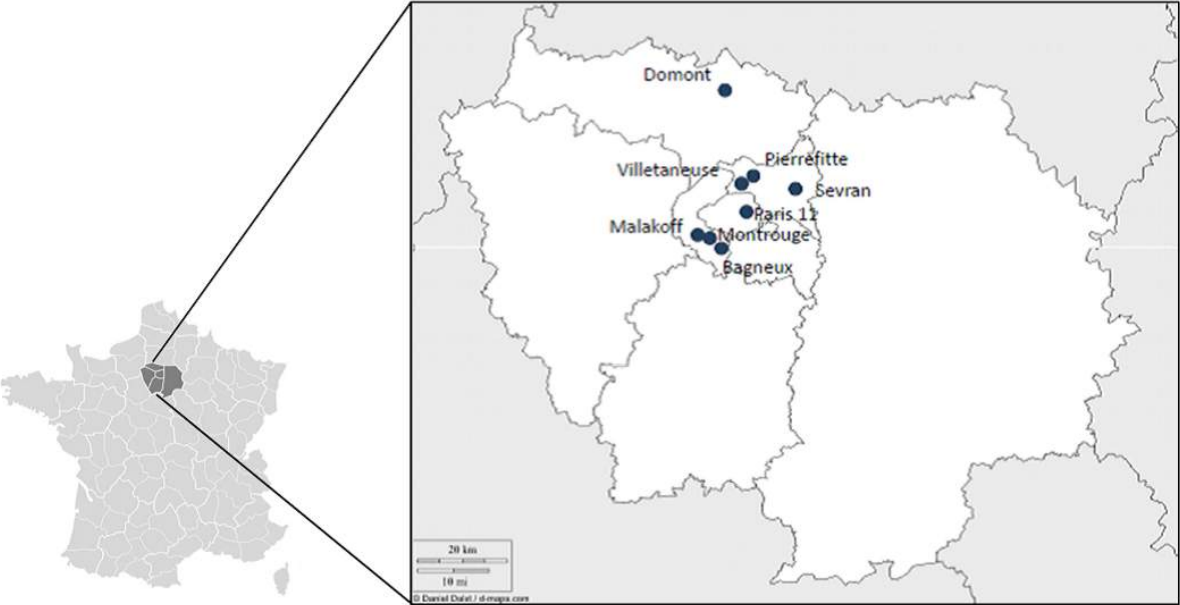 Domont
Pierrefitte
Villetaneuse
Sevran
Paris 11
Malakoff
Montrouge
Bagneux
20 km
10 mi
© Daniel Dalet / d-maps.com